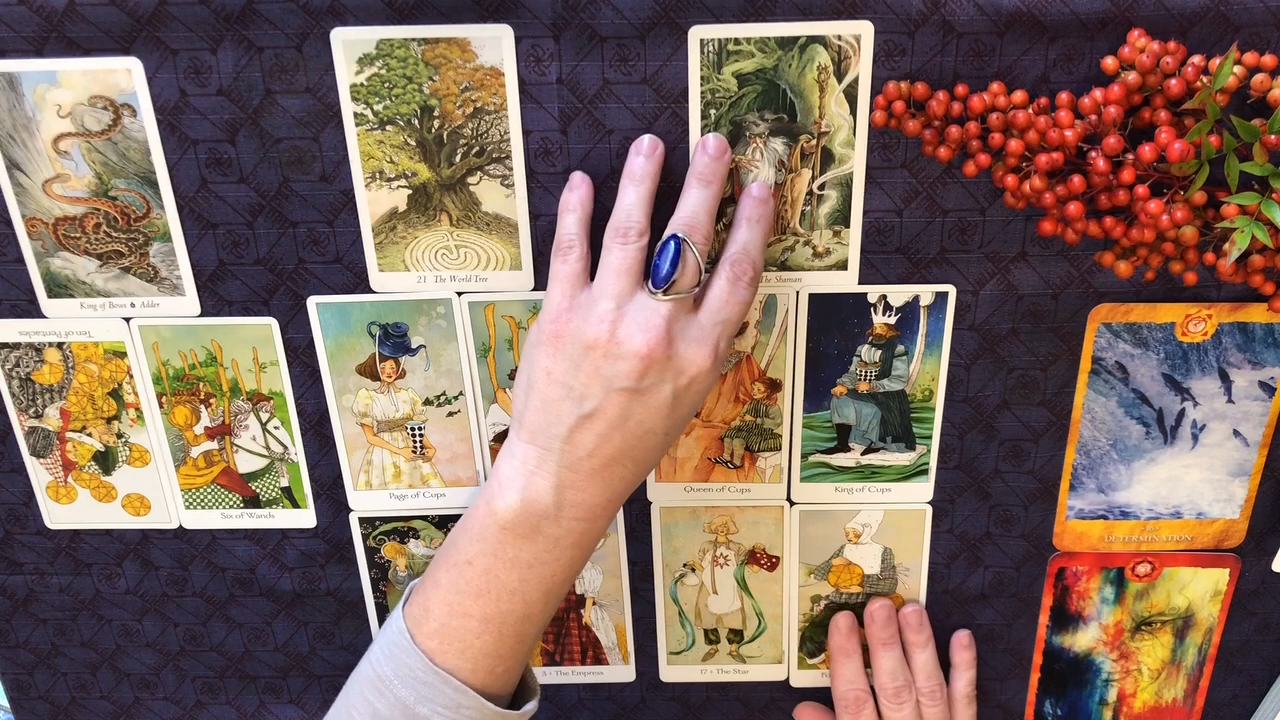 21 The World Tree
The Shaman
King of Bows Adder
Ten of Pentacles
Six of Wands
Page of Cups
Queen of Cups
King of Cups
DETERMINATION
3 The Empress
17 The Star